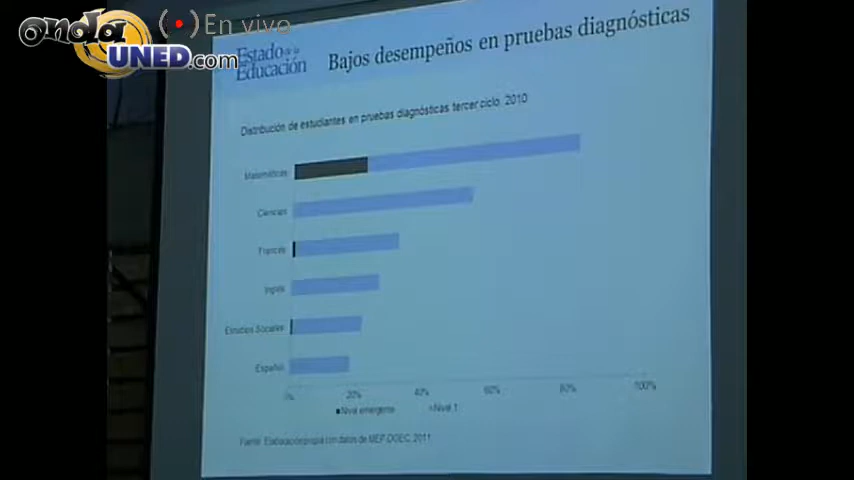 onda
UNED.com
(•) En vivo
Estado de la
Educación
Bajos desempeños en pruebas diagnósticas
Distribución de estudiantes en pruebas diagnósticas tercer ciclo, 2010
Matemáticas
Ciencias
Francés
Inglés
Estudios Sociales
Español
0% 20% 40% 60% 80% 100%
Nivel emergente Nivel 1
Fuente: Elaboración propia con datos de MEP DGEC, 2011